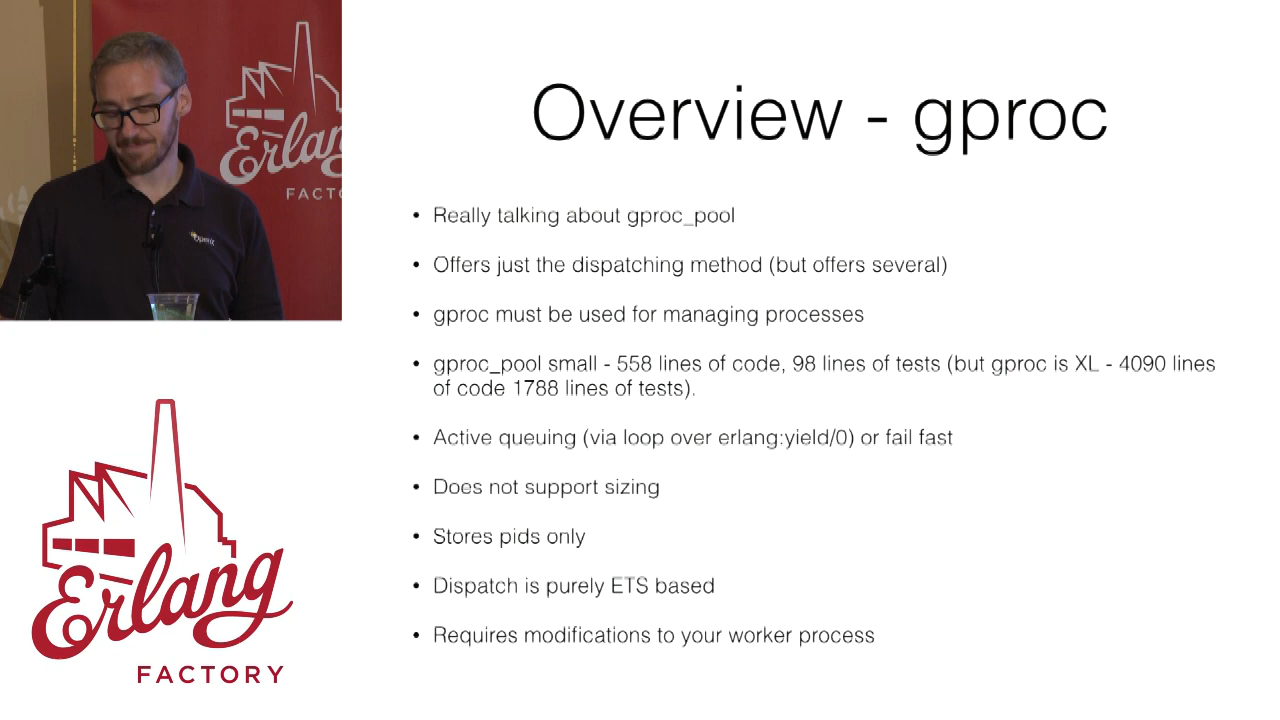 Erlang
FACTO
Overview - gproc
• Really talking about gproc_pool
• Offers just the dispatching method (but offers several)
• gproc must be used for managing processes
• gproc_pool small - 558 lines of code, 98 lines of tests (but gproc is XL - 4090 lines
of code 1788 lines of tests).
• Active queuing (via loop over erlang:yield/0) or fail fast
• Does not support sizing
• Stores pids only
• Dispatch is purely ETS based
• Requires modifications to your worker process
Erlang
FACTORY